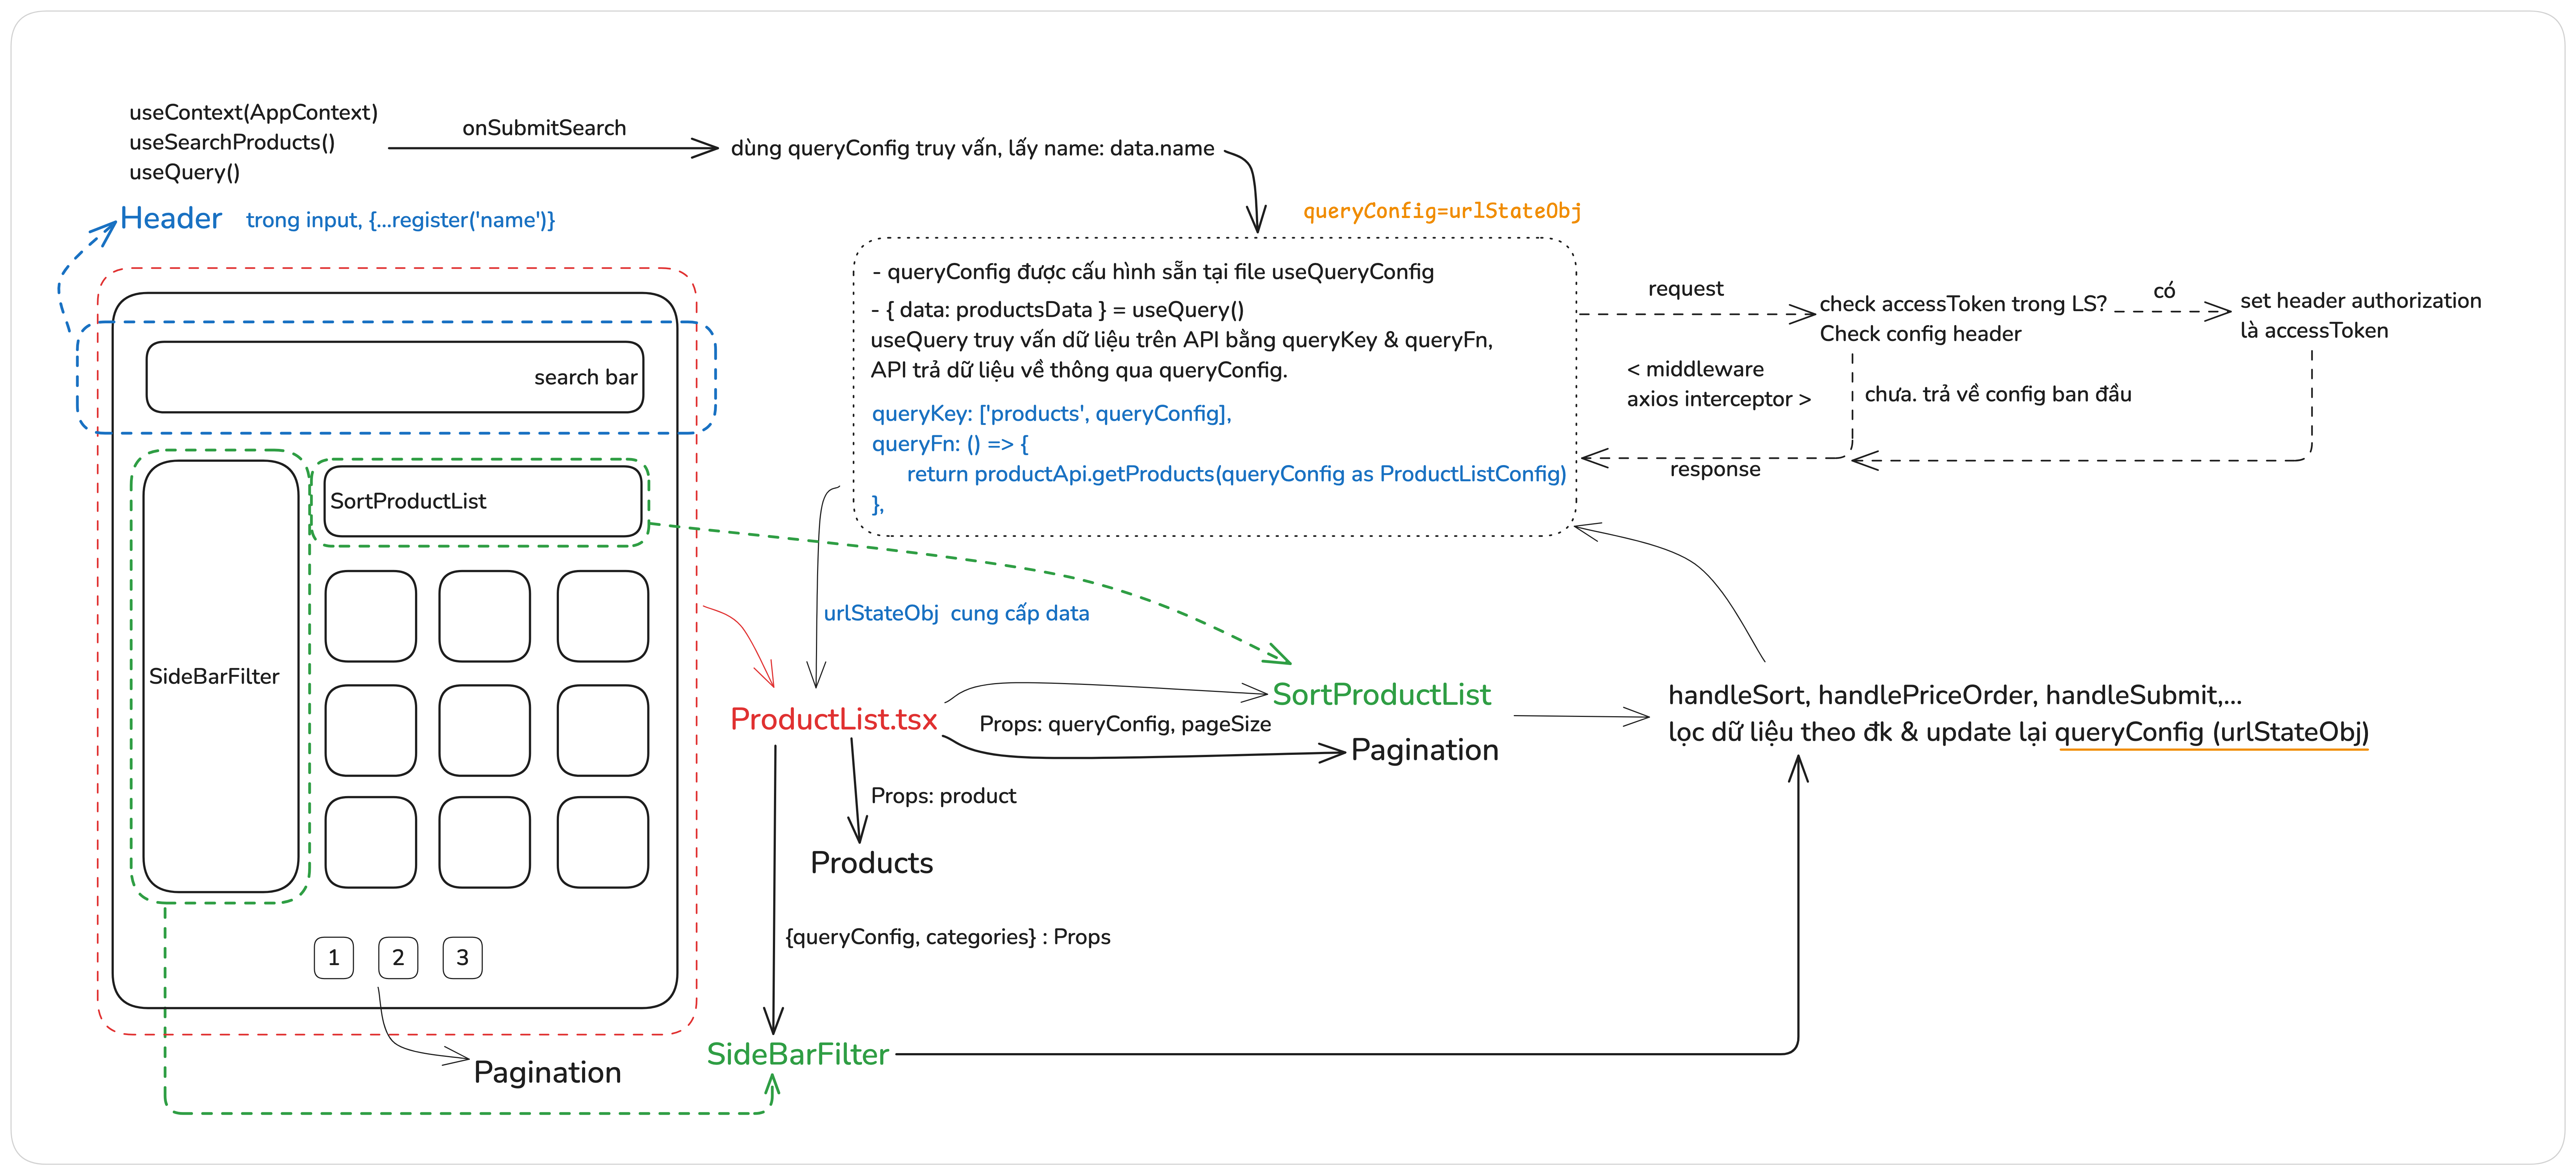 useContext(AppContext)
useSearchProducts()
useQuery()
onSubmitSearch
dùng queryConfig truy vấn, lấy name: data.name
Header
trong input, {...register('name')}
queryConfig=urlStateObj
- queryConfig được cấu hình sẵn tại file useQueryConfig
- { data: productsData } = useQuery()
useQuery truy vấn dữ liệu trên API bằng queryKey & queryFn,
API trả dữ liệu về thông qua queryConfig.
queryKey: ['products', queryConfig],
queryFn: () => {
return productApi.getProducts(queryConfig as ProductListConfig)
},
request
check accessToken trong LS?
Check config header
có
set header authorization
là accessToken
< middleware
axios interceptor >
chưa. trả về config ban đầu
response
search bar
SortProductList
SideBarFilter
1
2
3
Pagination
urlStateObj cung cấp data
ProductList.tsx
SortProductList
Props: queryConfig, pageSize
Pagination
handleSort, handlePriceOrder, handleSubmit,...
lọc dữ liệu theo đk & update lại queryConfig (urlStateObj)
Props: product
Products
{queryConfig, categories} : Props
SideBarFilter